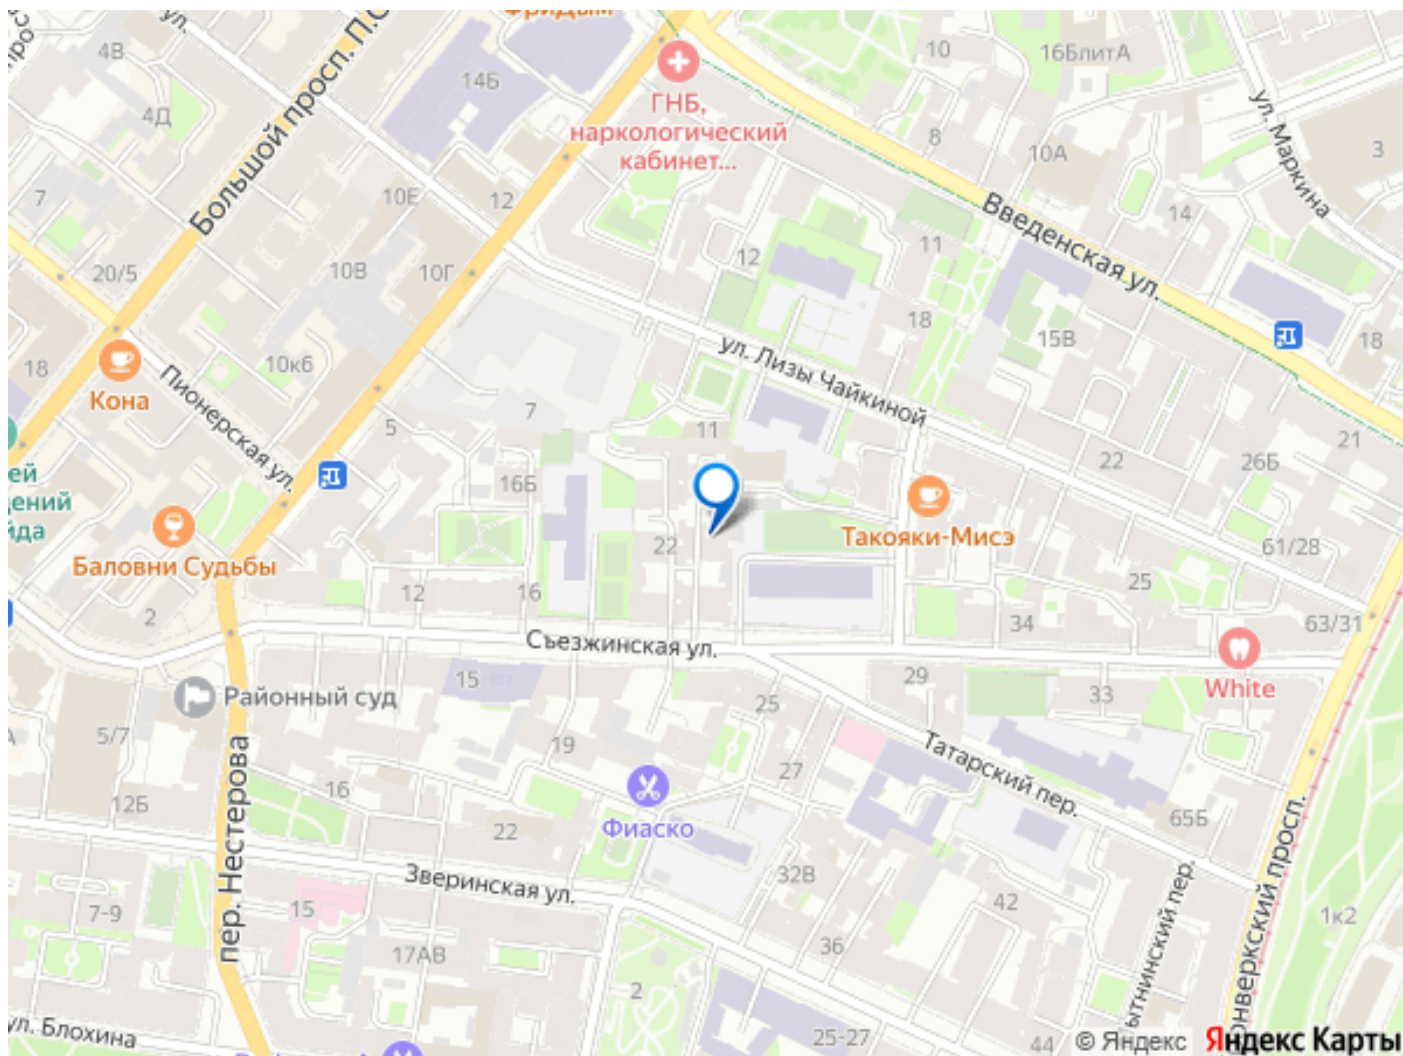 ул.
4В
4Д
14Б
ГНБ,
наркологический
кабинет...
10
16БлитА
ул. Маркина
3
8
10А
14
Большой просп. П.С
10Е
12
7
20/5
10В
10Г
12
11
Введенская ул.
18
15В
18
18
10к6
Кона
Пионерская ул.
ул. Лизы Чайкиной
7
5
11
21
22
26Б
ей
дений
йда
16Б
22
Такояки-Мисэ
61/28
Баловни Судьбы
25
2
12
16
34
63/31
Съезжинская ул.
White
Районный суд
15
25
29
33
5/7
19
27
Татарский пер.
12Б
16
22
Фиаско
65Б
пер. Нестерова
Зверинская ул.
32В
42
7-9
15
17АВ
36
1к2
2
ул. Блохина
25-27
44
© Яндекс
Яндекс Карты